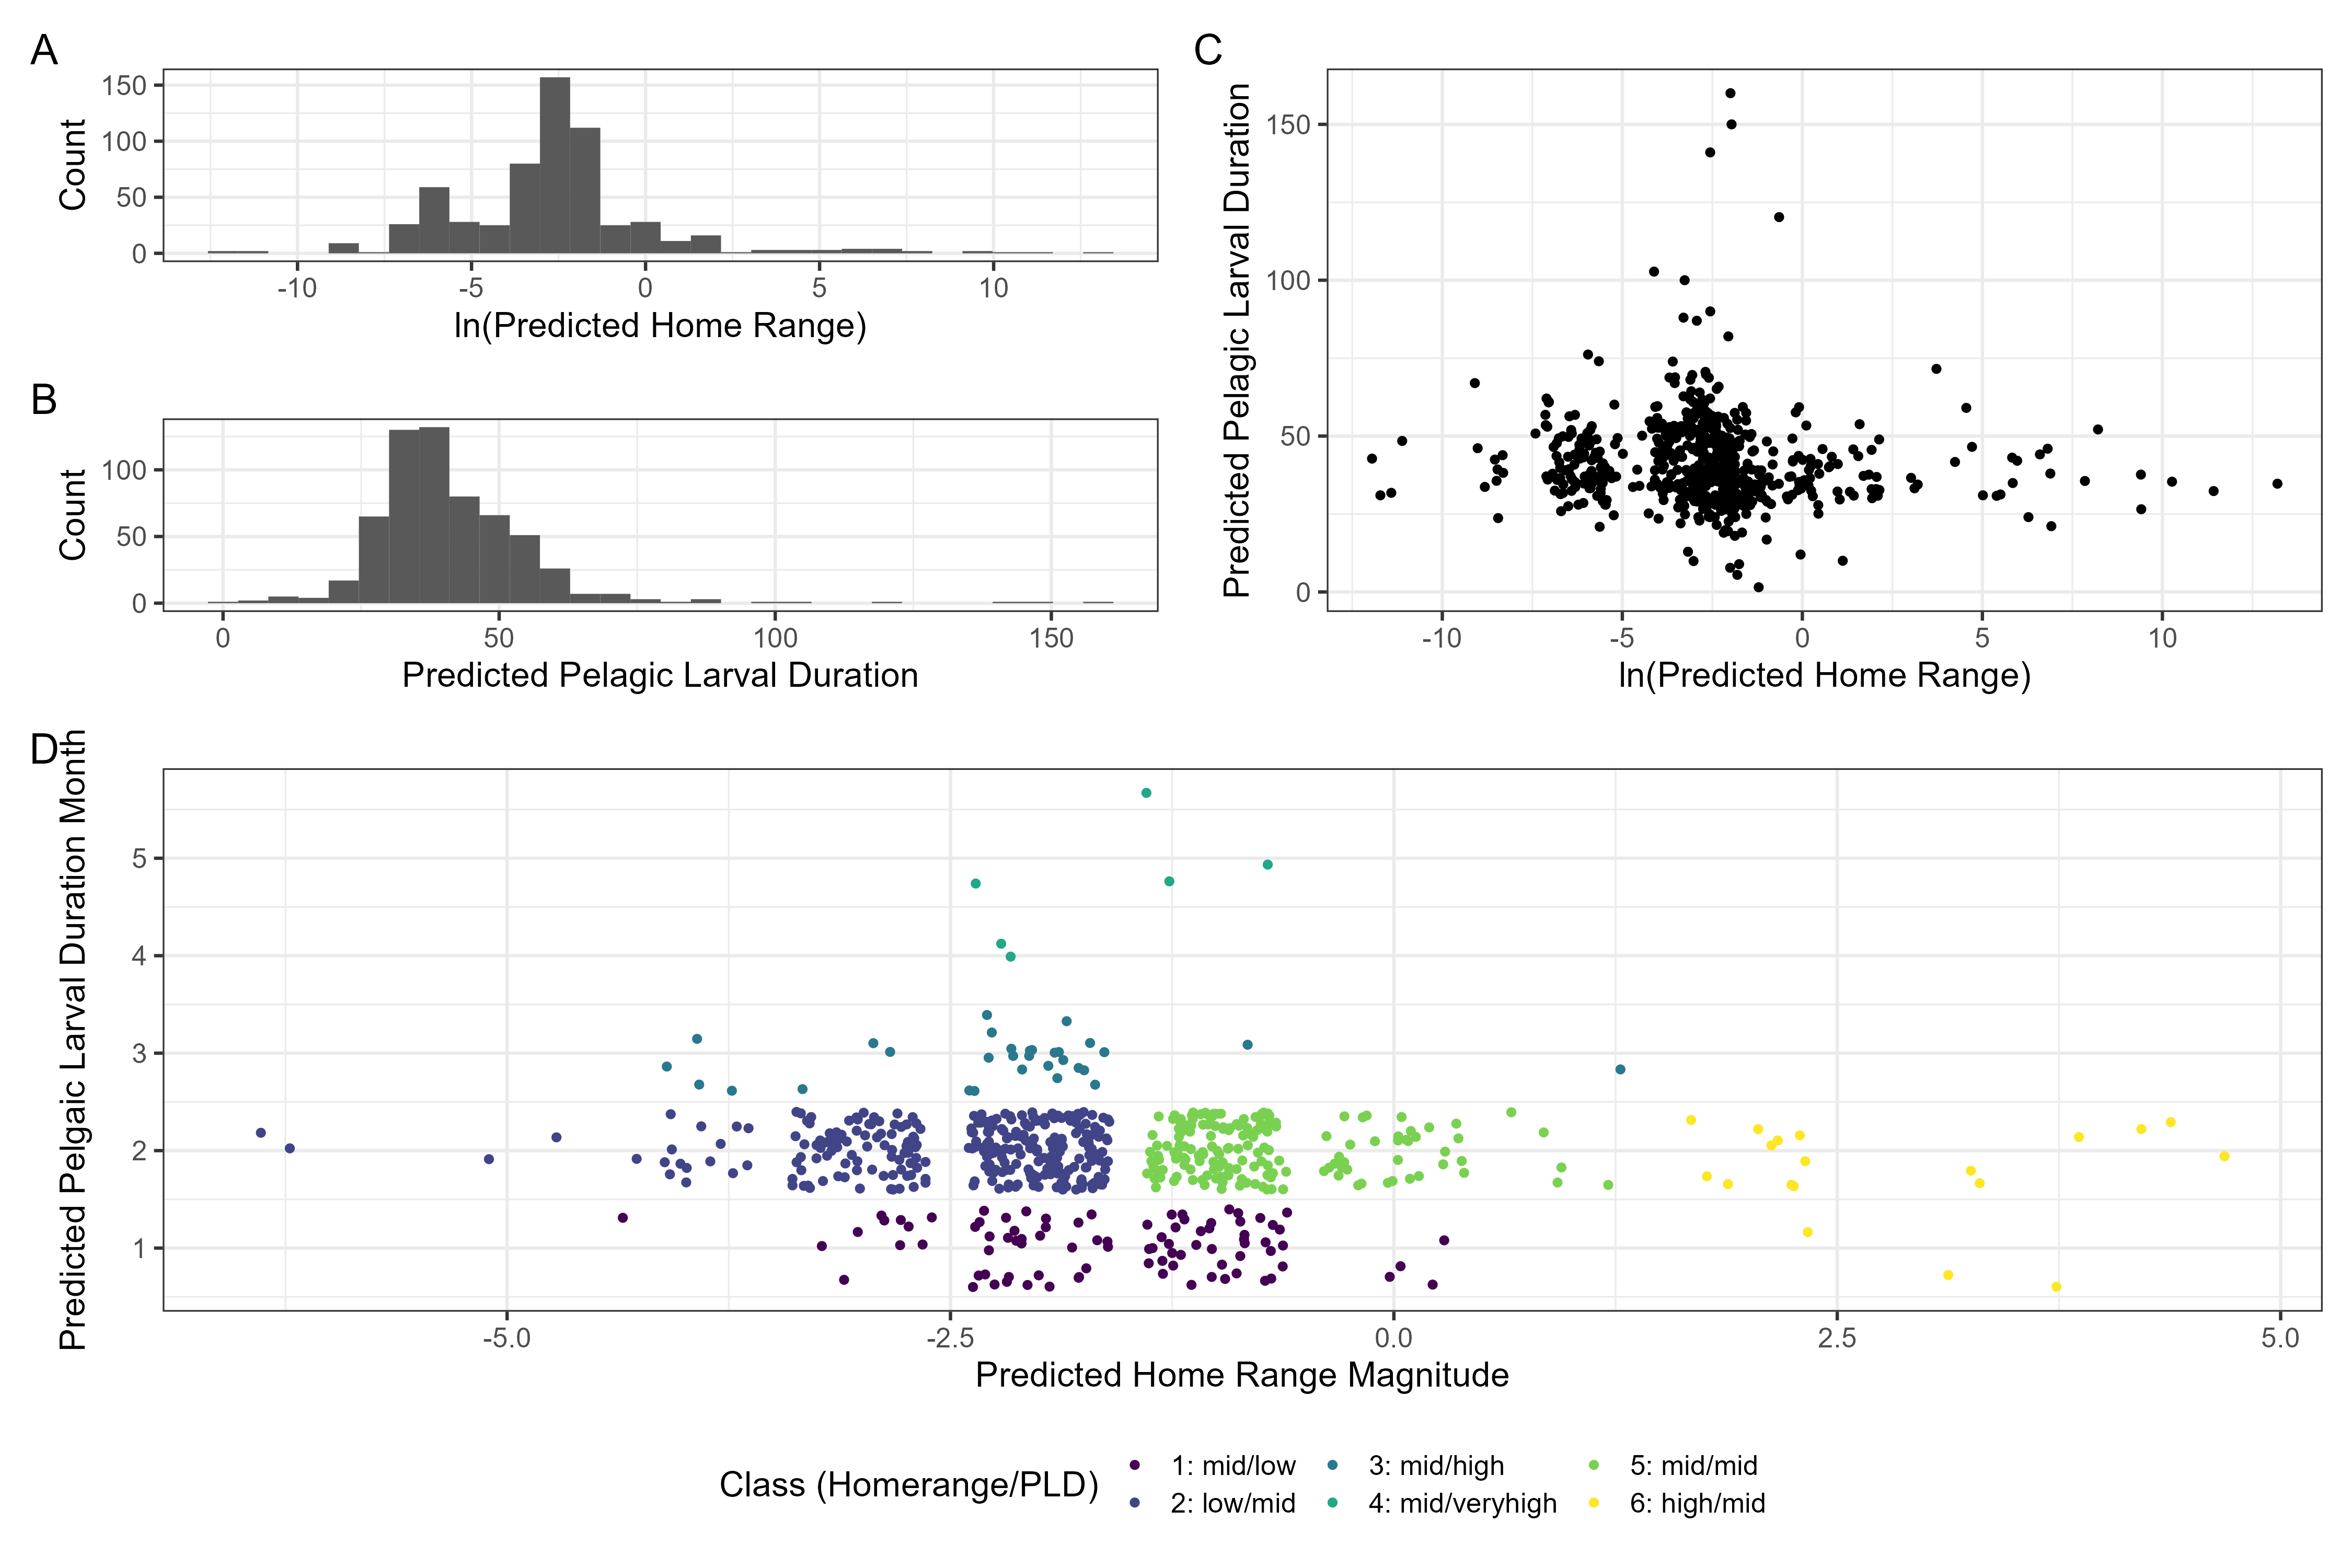 A
Count
150
100
50
0
-10 -5 0 5 10
ln(Predicted Home Range)
B
Count
100
50
0
0 50 100 150
Predicted Pelagic Larval Duration
C
Predicted Pelagic Larval Duration
150
100
50
0
-10 -5 0 5 10
ln(Predicted Home Range)
D
Predicted Pelgaic Larval Duration Month
5
4
3
2
1
-5.0 -2.5 0.0 2.5 5.0
Predicted Home Range Magnitude
Class (Homerange/PLD)
1: mid/low 3: mid/high 5: mid/mid
2: low/mid 4: mid/veryhigh 6: high/mid